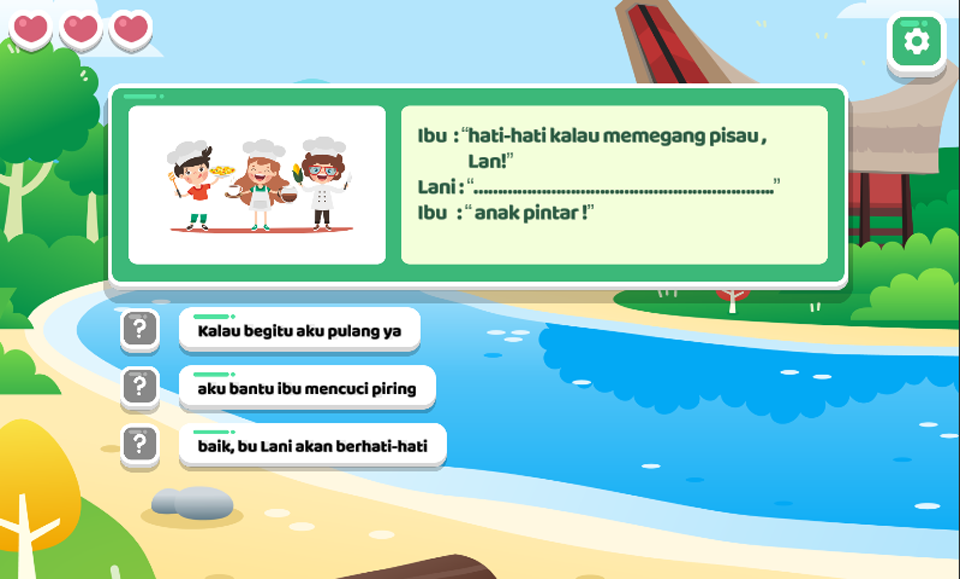 Ibu : “hati-hati kalau memegang pisau ,
Lan!”
Lani : “..............................................................”
Ibu : “ anak pintar !”
?
Kalau begitu aku pulang ya
?
aku bantu ibu mencuci piring
?
baik, bu Lani akan berhati-hati